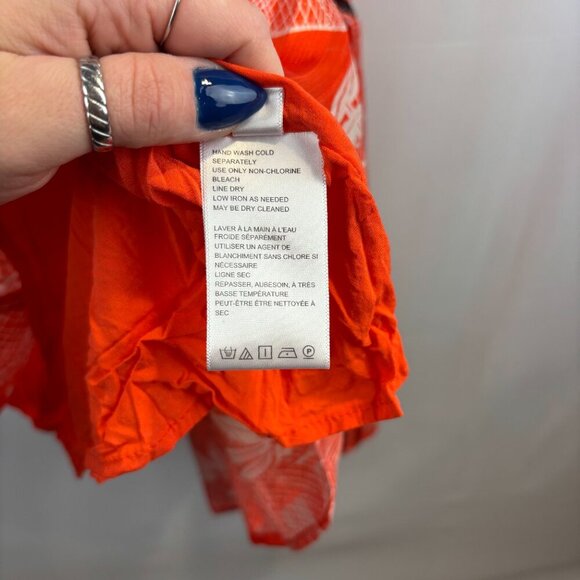 HAND WASH COLD
SEPARATELY
USE ONLY NON-CHLORINE
BLEACH
LINE DRY
LOW IRON AS NEEDED
MAY BE DRY CLEANED
LAVER À LA MAIN À L'EAU
FROIDE SÉPARÉMENT
UTILISER UN AGENT DE
BLANCHIMENT SANS CHLORE SI
NÉCESSAIRE
LIGNE SEC
REPASSER, AUBESOIN, À TRÈS
BASSE TEMPÉRATURE
PEUT-ÊTRE ÊTRE NETTOYÉE À
SEC
P